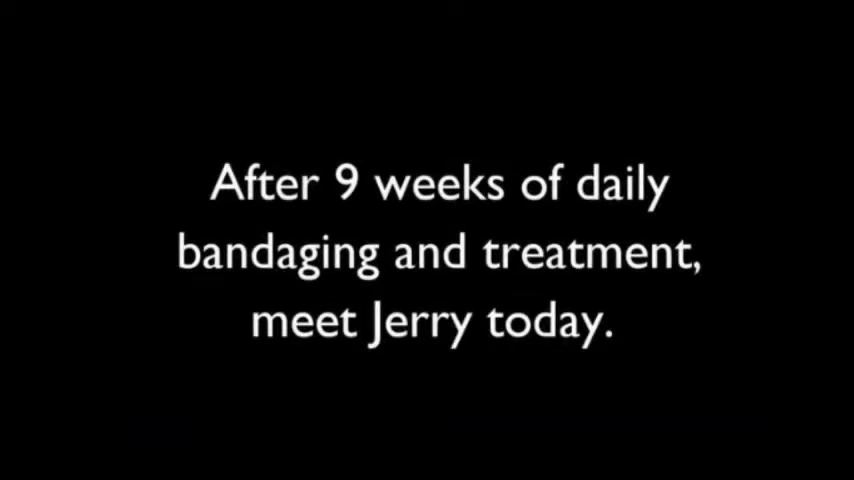 After 9 weeks of daily
bandaging and treatment,
meet Jerry today.